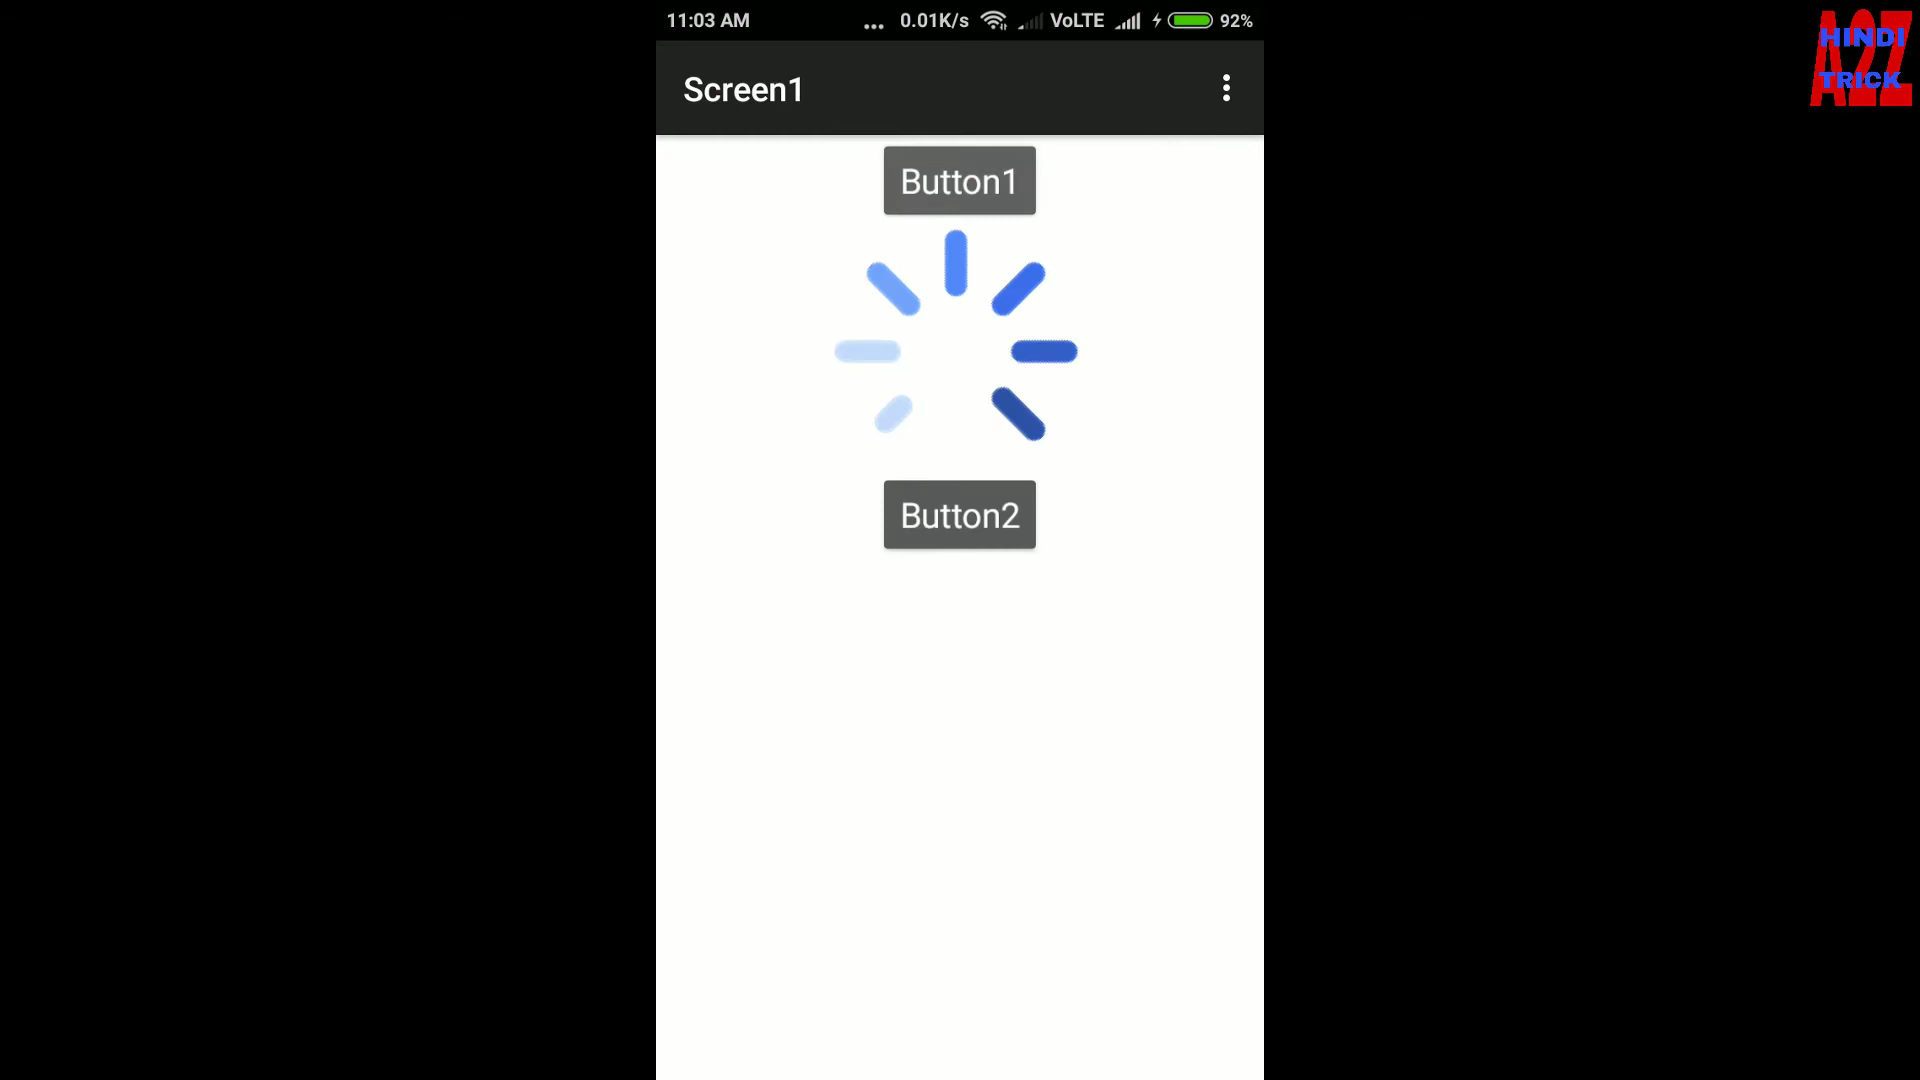 11:03 AM ... 0.01K/s VoLTE 92%
Screen1
Button1
Button2
A2Z
HINDI
TRICK